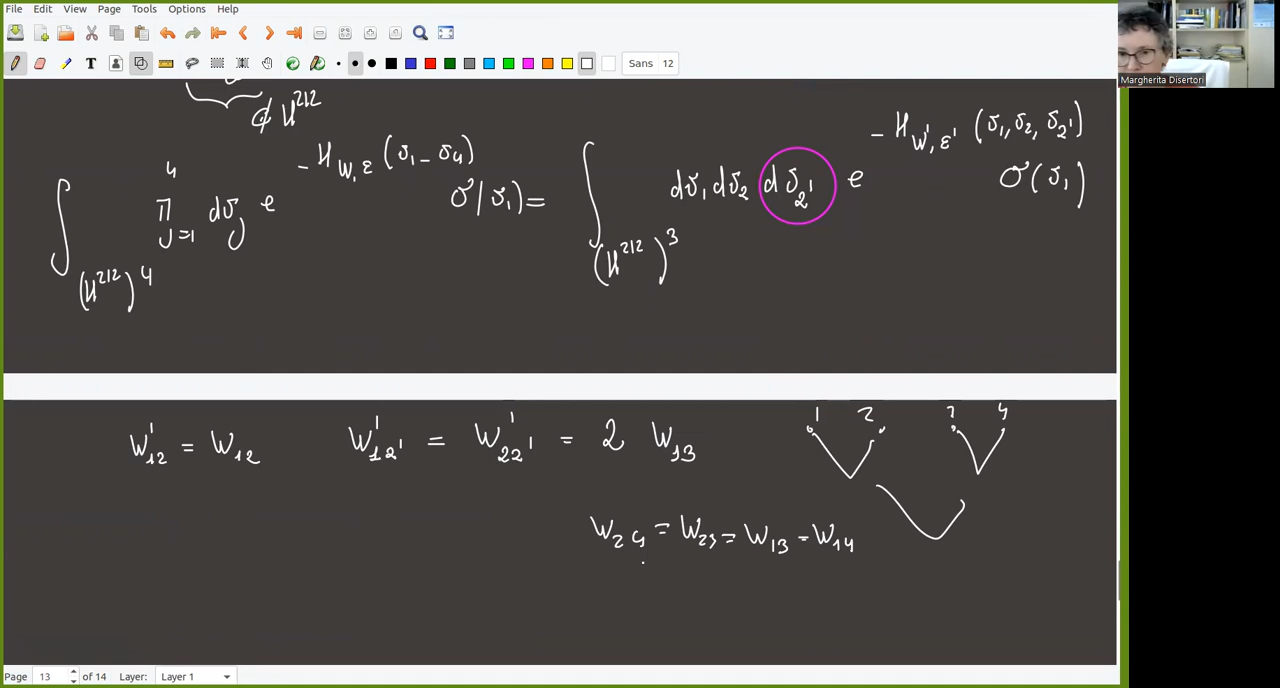 File Edit View Page Tools Options Help
Sans 12
Margherita Disertori
∉ H^{2|2}
∫_{(H^{2|2})^4} ∏_{j=1}^{4} dσ_j e^{-H_{W,ε}(σ_1 - σ_4)} O(σ_1) = ∫_{(H^{2|2})^3} dσ_1 dσ_2 dσ_{2'} e^{-H_{W',ε'}(σ_1, σ_2, σ_{2'})} O(σ_1)
1 2 3 4
W'_{12} = W_{12} W'_{12'} = W'_{22'} = 2 W_{13}
W_{24} = W_{23} = W_{13} = W_{14}
Page 13 of 14 Layer: Layer 1